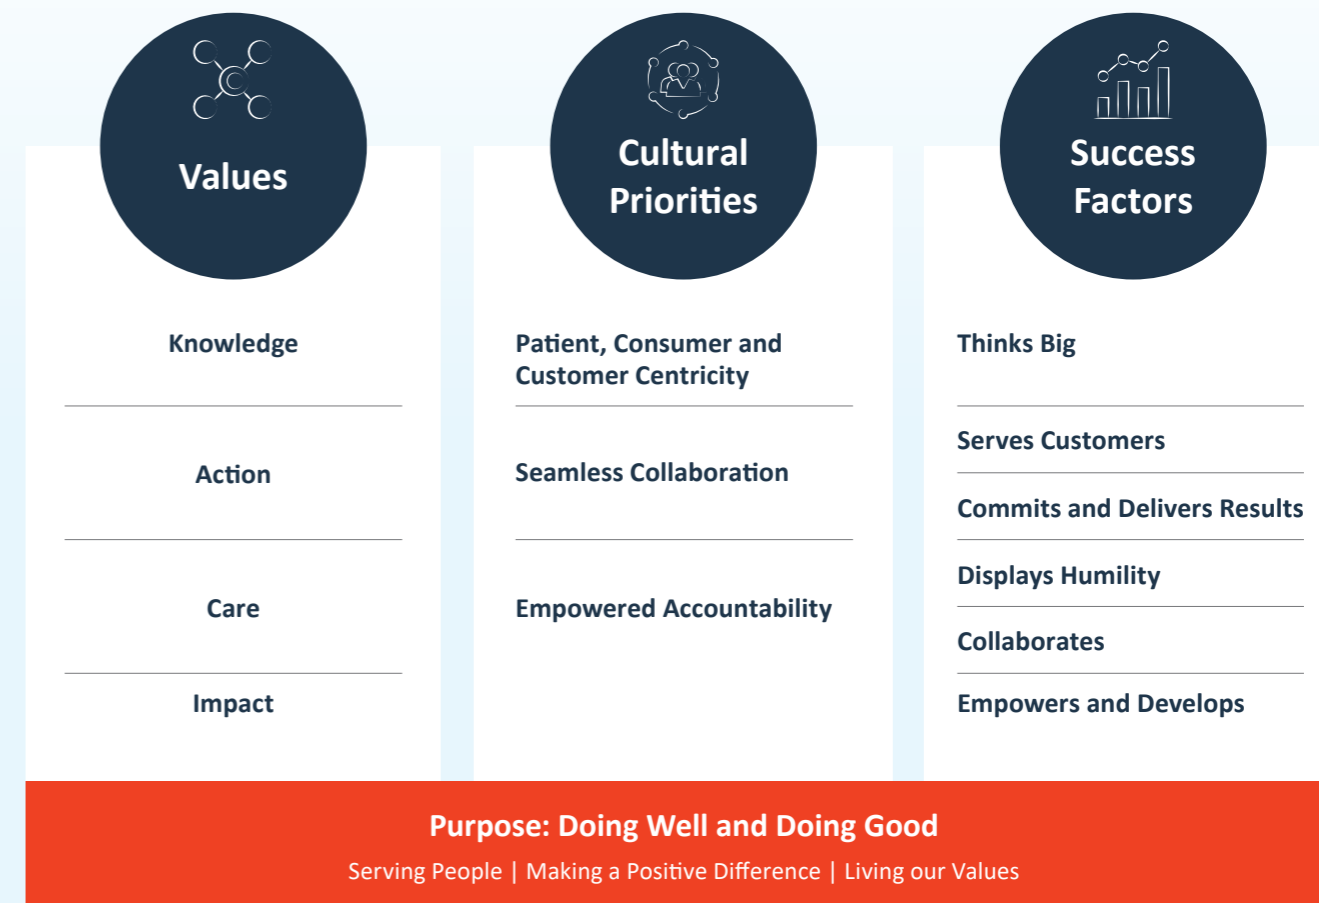 Values
Knowledge
Action
Care
Impact
Cultural
Priorities
Patient, Consumer and
Customer Centricity
Seamless Collaboration
Empowered Accountability
Success
Factors
Thinks Big
Serves Customers
Commits and Delivers Results
Displays Humility
Collaborates
Empowers and Develops
Purpose: Doing Well and Doing Good
Serving People | Making a Positive Difference | Living our Values